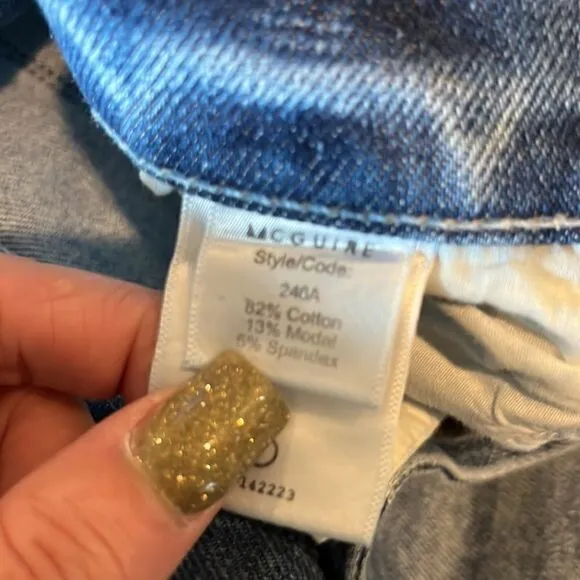 MCGUIRE
Style/Code:
246A
82% Cotton
13% Modal
5% Spandex
142223